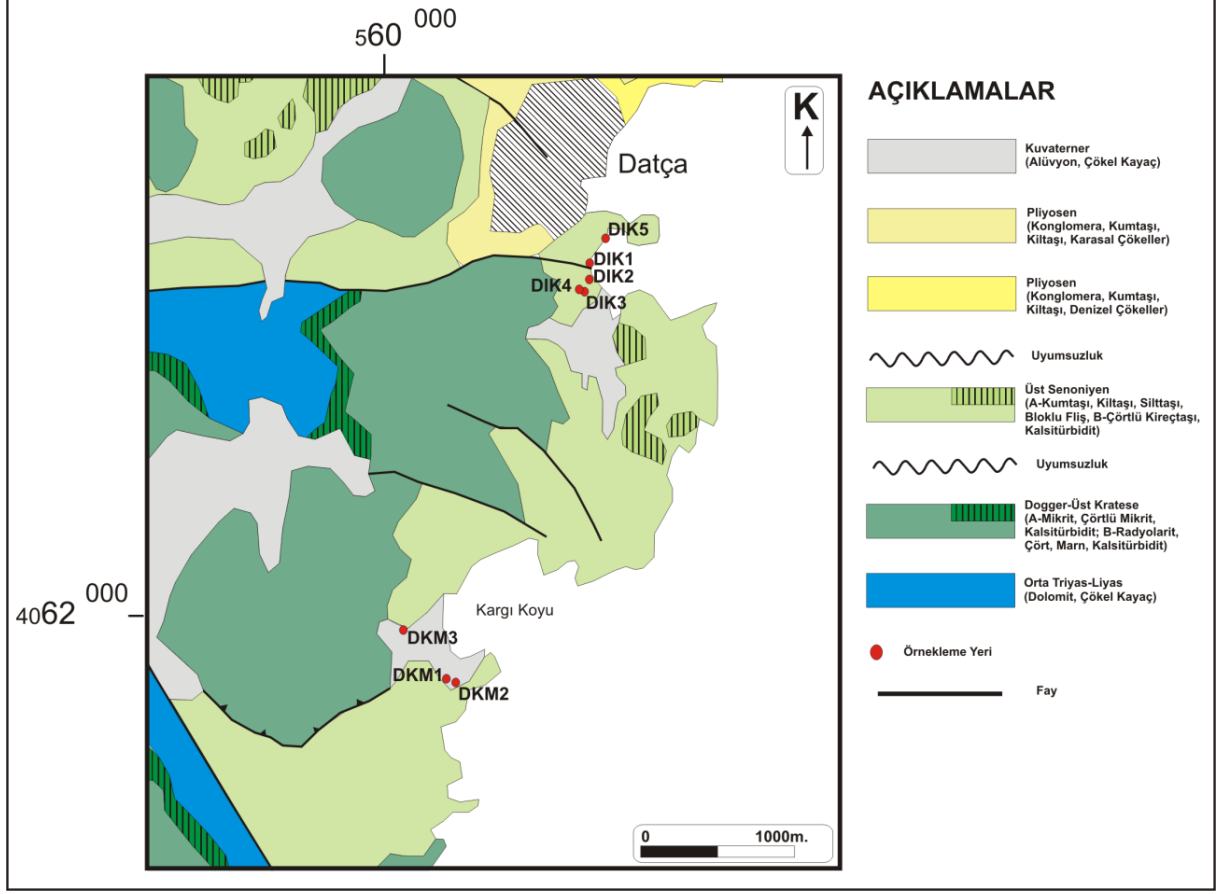 560 000
K
Datça
DIK5
DIK1
DIK2
DIK4
DIK3
4062 000
Kargı Koyu
DKM3
DKM1
DKM2
0 1000m.
AÇIKLAMALAR
Kuvaterner
(Alüvyon, Çökel Kayaç)
Pliyosen
(Konglomera, Kumtaşı,
Kiltaşı, Karasal Çökeller)
Pliyosen
(Konglomera, Kumtaşı,
Kiltaşı, Denizel Çökeller)
Uyumsuzluk
Üst Senoniyen
(A-Kumtaşı, Kiltaşı, Silttaşı,
Bloklu Fliş, B-Çörtlü Kireçtaşı,
Kalsitürbidit)
Uyumsuzluk
Dogger-Üst Kratese
(A-Mikrit, Çörtlü Mikrit,
Kalsitürbidit; B-Radyolarit,
Çört, Marn, Kalsitürbidit)
Orta Triyas-Liyas
(Dolomit, Çökel Kayaç)
Örnekleme Yeri
Fay